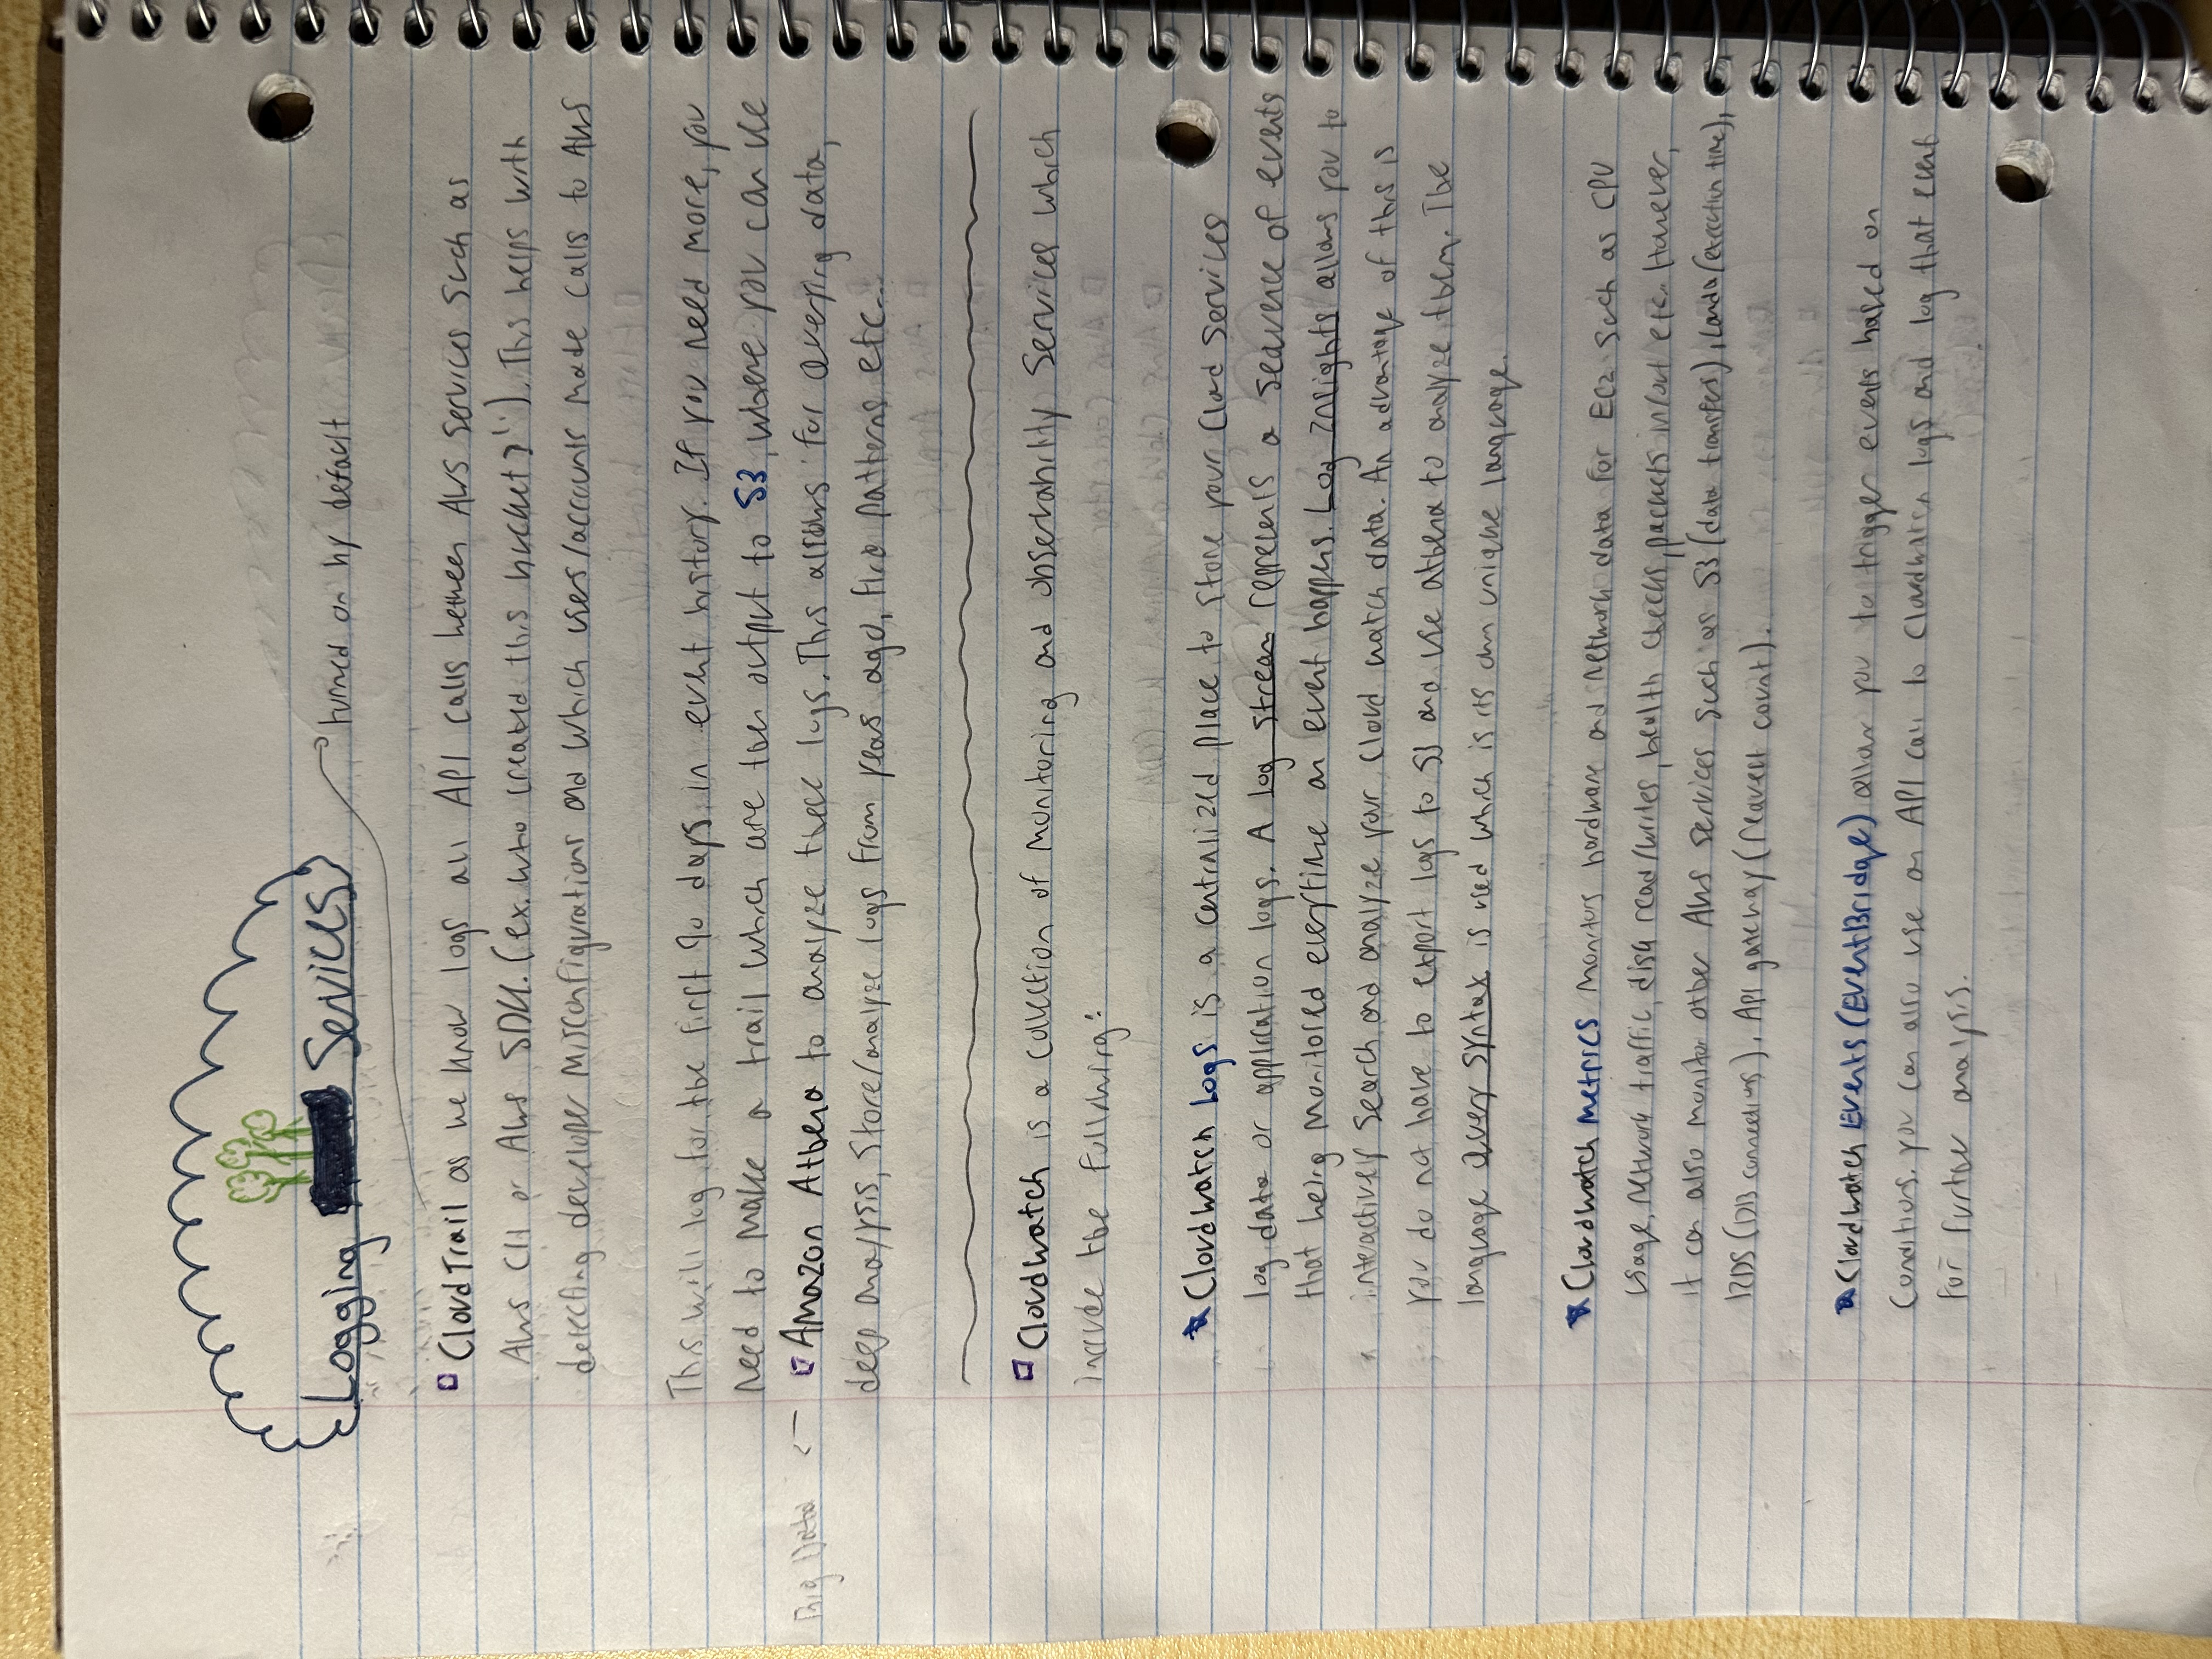 Logging Services
turned on by default
CloudTrail as we know logs all API calls between AWS services such as
AWS CLI or AWS SDK. (ex. who created this bucket?"). This helps with
detecting developer misconfigurations and which users/accounts made calls to AWS
This will log for the first 90 days in event history. If you need more, you
need to make a trail which are then output to S3, where you can use
Big Data ← Amazon Athena to analyze these logs. This allows for querying data,
deep analysis, store/analyze logs from years ago, find patterns etc...
Cloudwatch is a collection of monitoring and observability services which
include the following:
Cloudwatch Logs is a centralized place to store your cloud services
log data or application logs. A log stream represents a sequence of events
that being monitored everytime an event happens. Log Insights allows you to
interactively search and analyze your cloud watch data. An advantage of this is
you do not have to export logs to S3 and use athena to analyze them. The
language query syntax is used which is its own unique language.
Cloudwatch Metrics monitors hardware and network data for EC2 such as CPU
usage, network traffic, disk read/writes, health checks, packets in/out etc.. However,
it can also monitor other AWS services such as S3 (data transfers), Lamda (execution time),
RDS (DB connections), API gateway (request count).
Cloudwatch Events (EventBridge) allow you to trigger events based on
conditions. you can also use an API call to Cloudwatch logs and log that event
for further analysis.